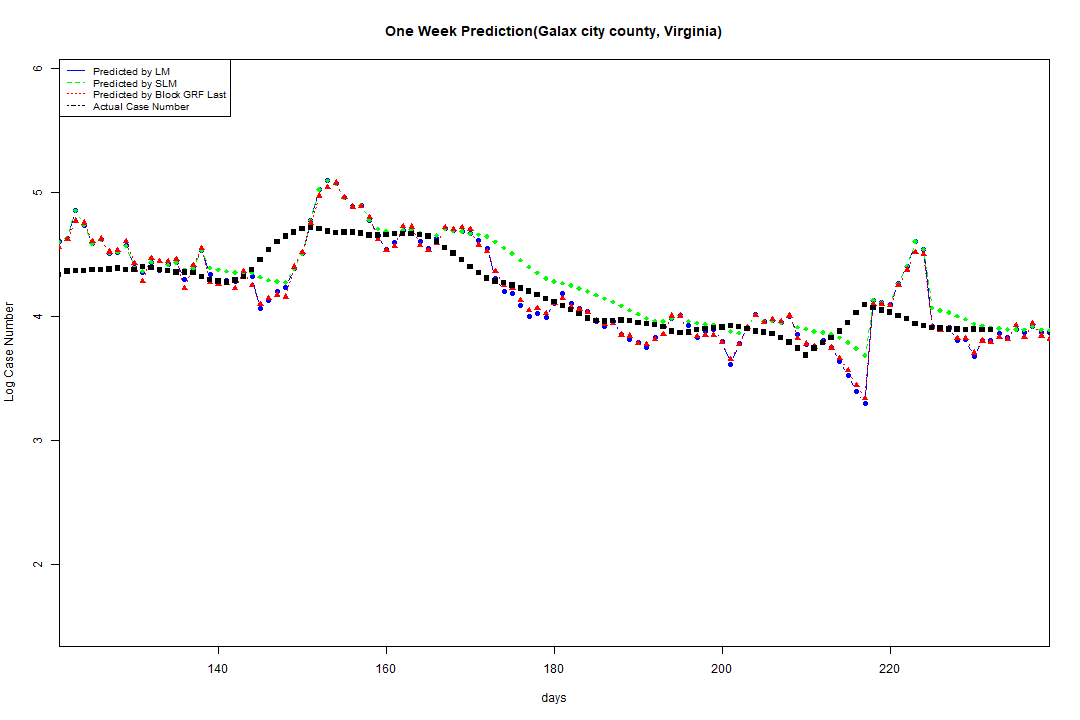 One Week Prediction(Galax city county, Virginia)
Predicted by LM
Predicted by SLM
Predicted by Block GRF Last
Actual Case Number
6
5
4
3
2
Log Case Number
140 160 180 200 220
days